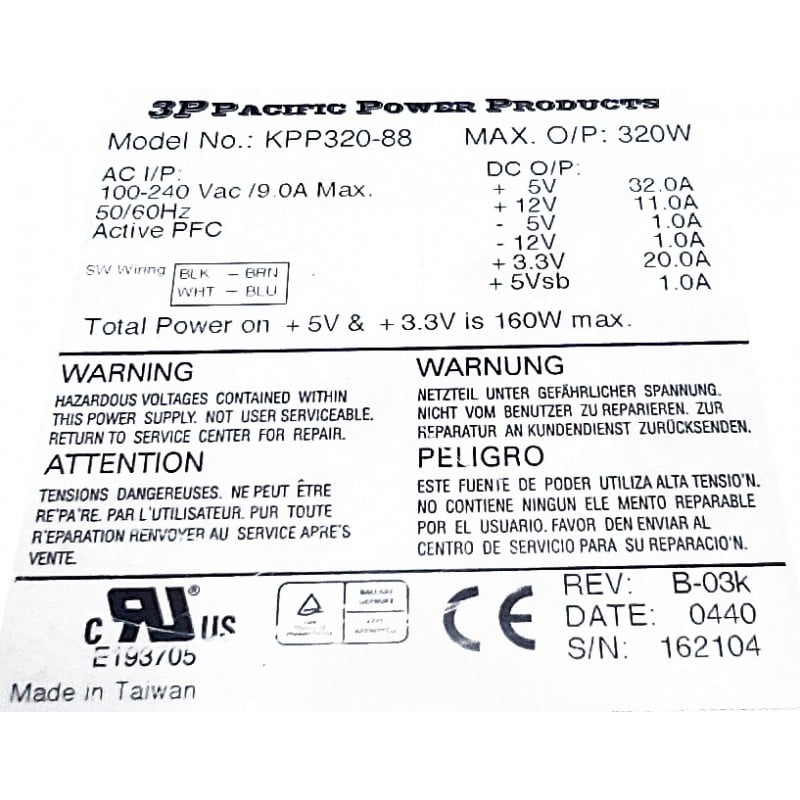 3P PACIFIC POWER PRODUCTS
Model No.: KPP320-88 MAX. O/P: 320W
AC I/P:
100-240 Vac /9.0A Max.
50/60Hz
Active PFC
DC O/P:
+ 5V 32.0A
+ 12V 11.0A
- 5V 1.0A
- 12V 1.0A
+ 3.3V 20.0A
+ 5Vsb 1.0A
SW Wiring
BLK – BRN
WHT – BLU
Total Power on + 5V & + 3.3V is 160W max.
WARNING
HAZARDOUS VOLTAGES CONTAINED WITHIN
THIS POWER SUPPLY. NOT USER SERVICEABLE.
RETURN TO SERVICE CENTER FOR REPAIR.
WARNUNG
NETZTEIL UNTER GEFÄHRLICHER SPANNUNG.
NICHT VOM BENUTZER ZU REPARIEREN. ZUR
REPARATUR AN KUNDENDIENST ZURÜCKSENDEN.
ATTENTION
TENSIONS DANGEREUSES. NE PEUT ÊTRE
RE'PA'RE. PAR L'UTILISATEUR. PUR TOUTE
R'EPARATION RENVOYER AU SERVICE APRE'S
VENTE.
PELIGRO
ESTE FUENTE DE PODER UTILIZA ALTA TENSIO'N.
NO CONTIENE NINGUN ELE MENTO REPARABLE
POR EL USUARIO. FAVOR DEN ENVIAR AL
CENTRO DE SERVICIO PARA SU REPARACIO'N.
c RU ® US
E193705
CE
REV: B-03k
DATE: 0440
S/N: 162104
Made in Taiwan